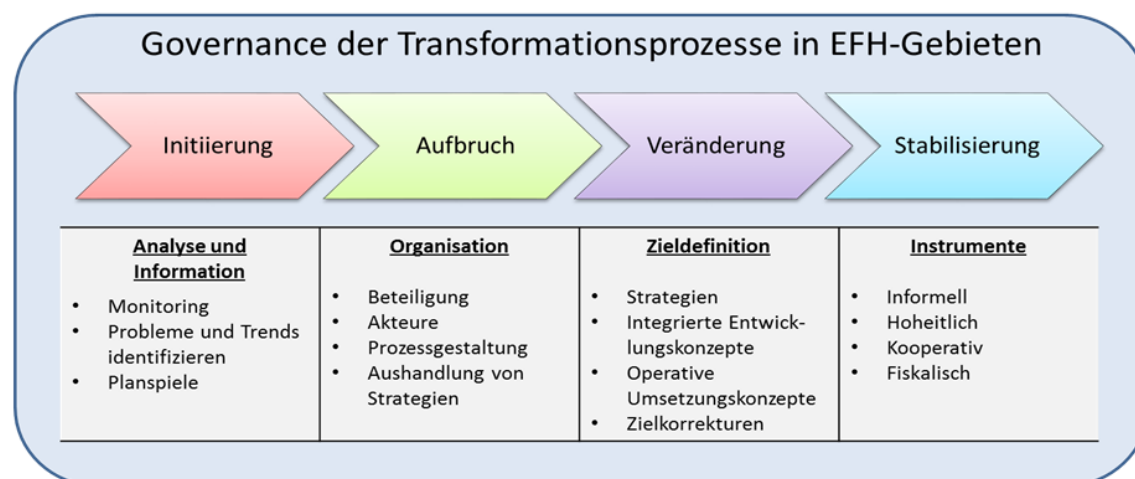 Governance der Transformationsprozesse in EFH-Gebieten
Initiierung
Aufbruch
Veränderung
Stabilisierung
Analyse und
Information
• Monitoring
• Probleme und Trends
identifizieren
• Planspiele
Organisation
• Beteiligung
• Akteure
• Prozessgestaltung
• Aushandlung von
Strategien
Zieldefinition
• Strategien
• Integrierte Entwick-
lungskonzepte
• Operative
Umsetzungskonzepte
• Zielkorrekturen
Instrumente
• Informell
• Hoheitlich
• Kooperativ
• Fiskalisch